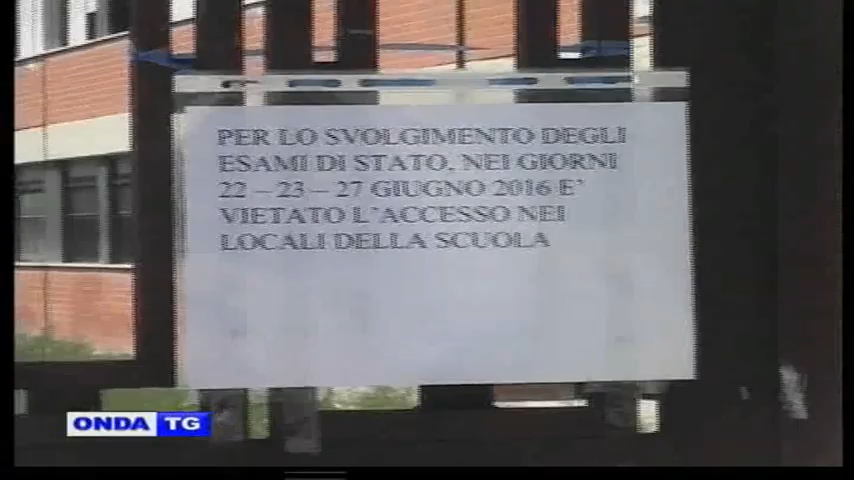 PER LO SVOLGIMENTO DEGLI
ESAMI DI STATO, NEI GIORNI
22 – 23 – 27 GIUGNO 2016 E'
VIETATO L'ACCESSO NEI
LOCALI DELLA SCUOLA
ONDA TG